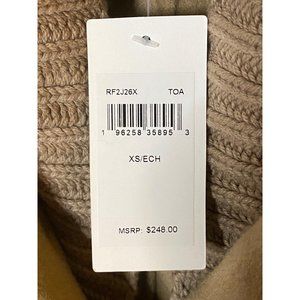 RF2J26X TOA
1 96258 35895 3
XS/ECH
MSRP: $248.00